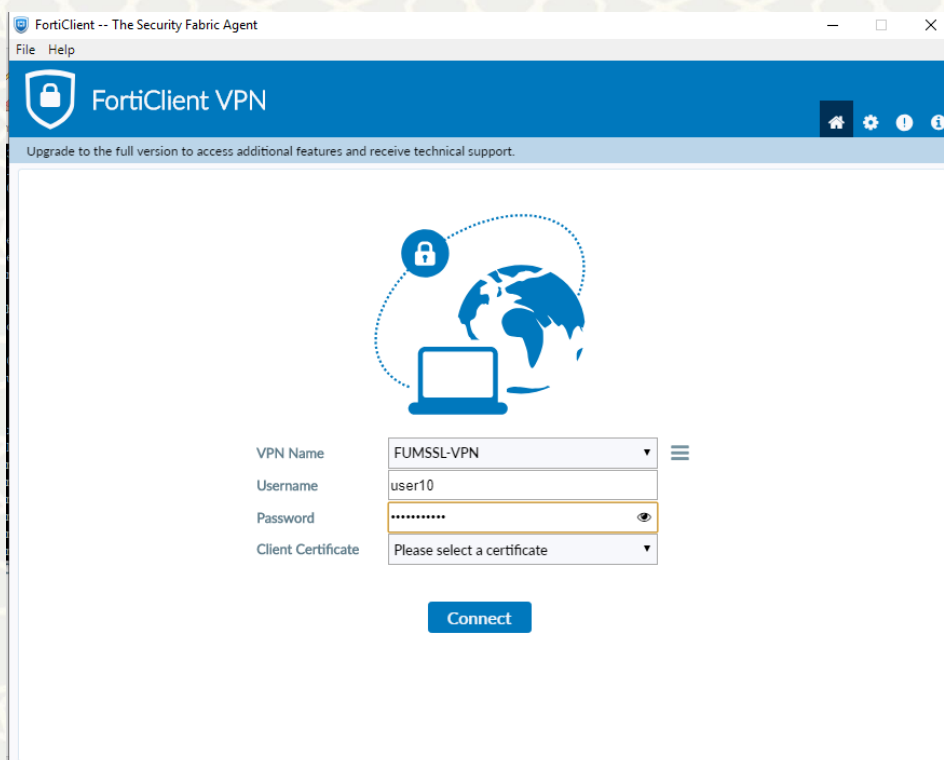 FortiClient -- The Security Fabric Agent
File Help
FortiClient VPN
Upgrade to the full version to access additional features and receive technical support.
VPN Name FUMSSL-VPN
Username user10
Password •••••••••••
Client Certificate Please select a certificate
Connect